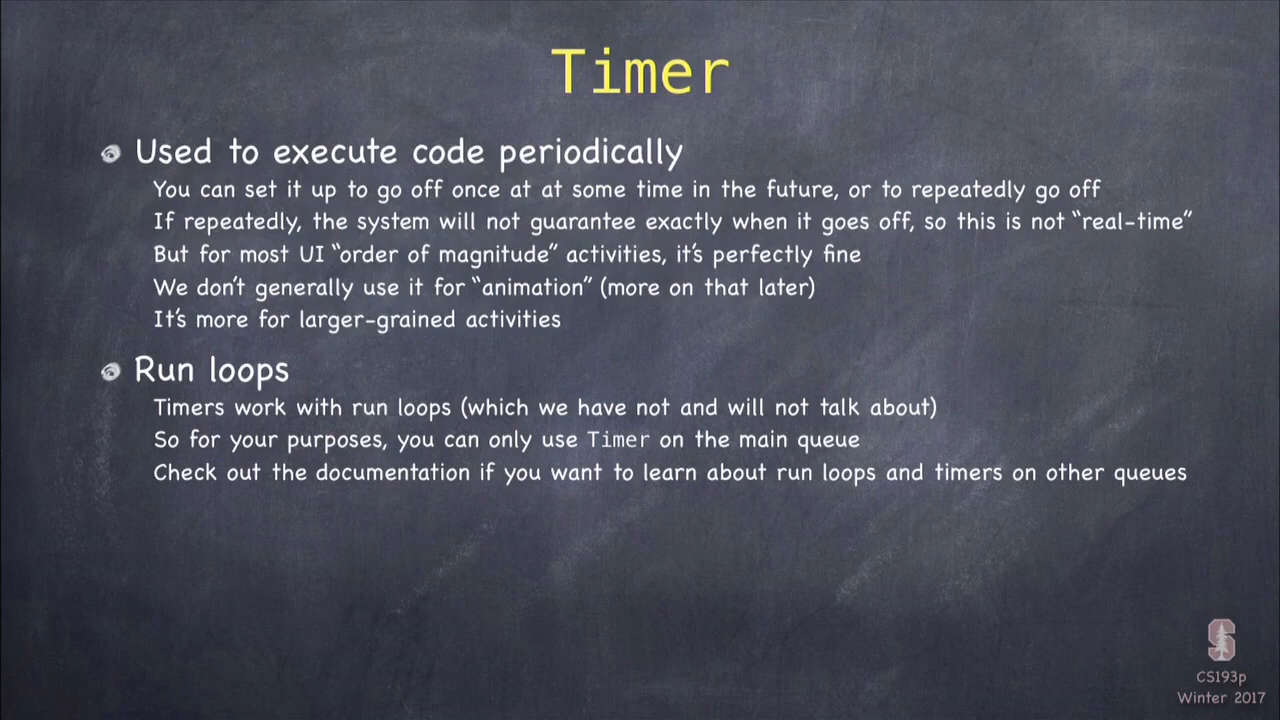 Timer
Used to execute code periodically
You can set it up to go off once at at some time in the future, or to repeatedly go off
If repeatedly, the system will not guarantee exactly when it goes off, so this is not “real-time”
But for most UI “order of magnitude” activities, it’s perfectly fine
We don’t generally use it for “animation” (more on that later)
It’s more for larger-grained activities
Run loops
Timers work with run loops (which we have not and will not talk about)
So for your purposes, you can only use Timer on the main queue
Check out the documentation if you want to learn about run loops and timers on other queues
S
CS193p
Winter 2017